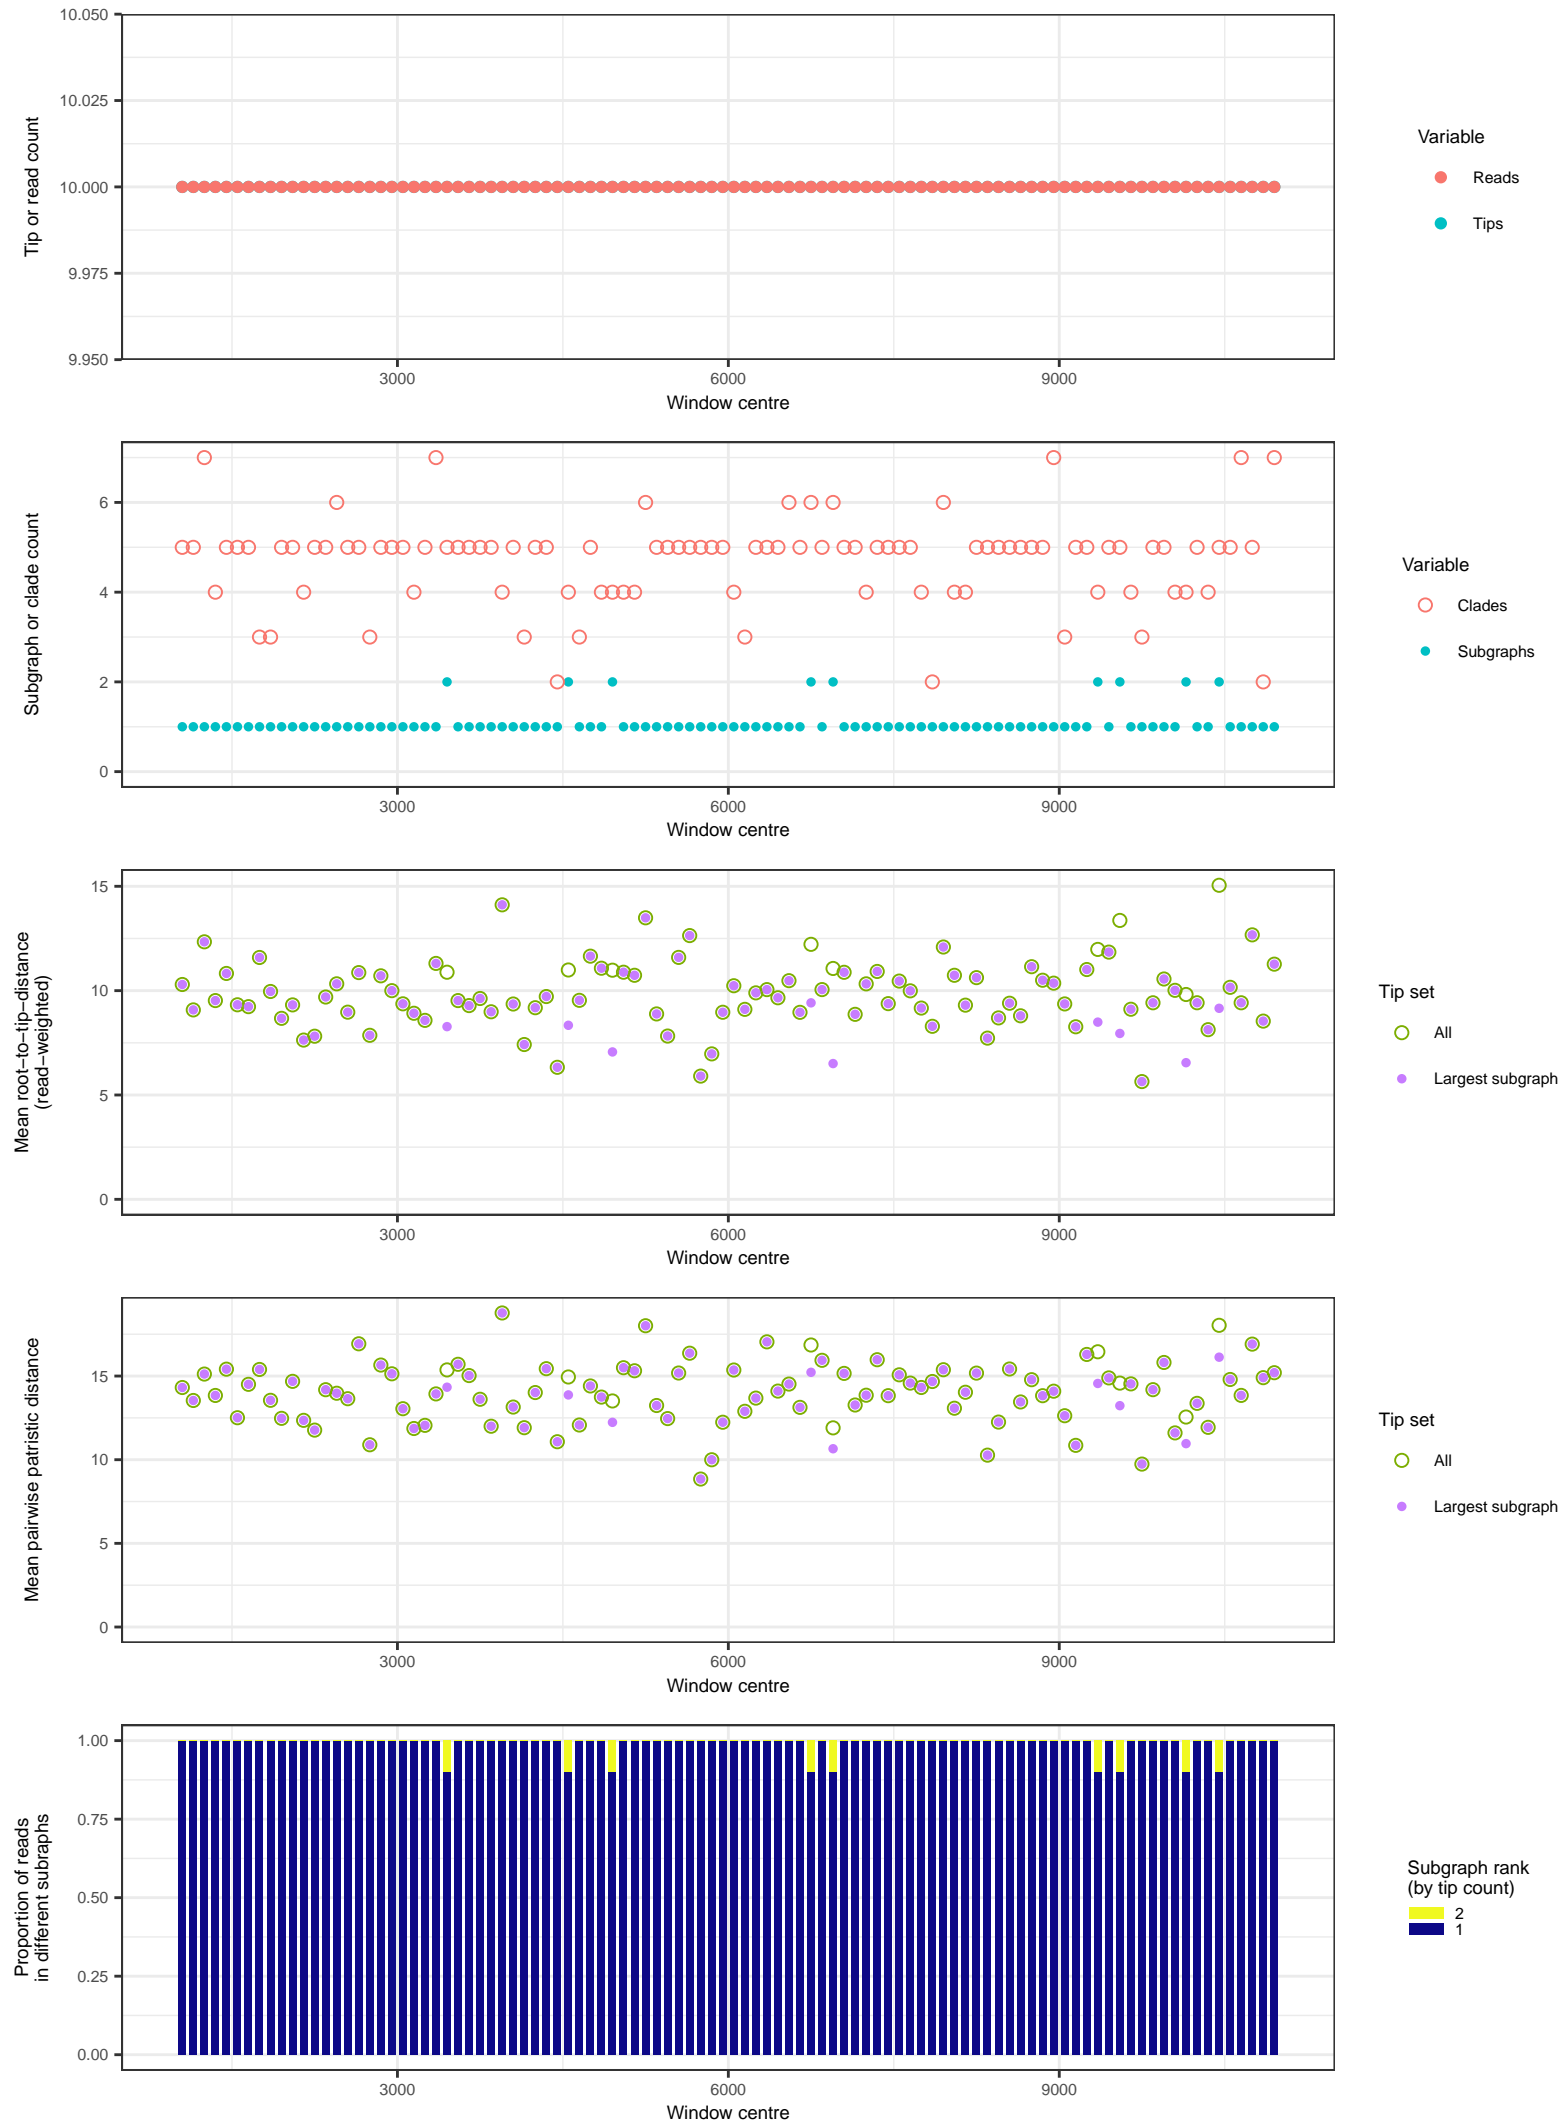 10.050
10.025
10.000
9.975
9.950
Tip or read count
3000 6000 9000
Window centre
Variable
Reads
Tips
6
4
2
0
Subgraph or clade count
3000 6000 9000
Window centre
Variable
Clades
Subgraphs
15
10
5
0
Mean root−to−tip−distance
(read−weighted)
3000 6000 9000
Window centre
Tip set
All
Largest subgraph
15
10
5
0
Mean pairwise patristic distance
3000 6000 9000
Window centre
Tip set
All
Largest subgraph
1.00
0.75
0.50
0.25
0.00
Proportion of reads
in different subraphs
3000 6000 9000
Window centre
Subgraph rank
(by tip count)
2
1